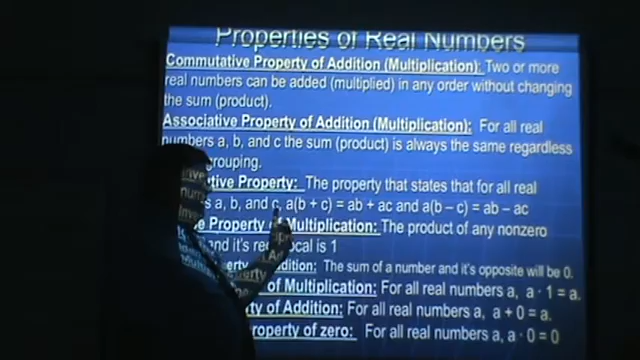 Properties of Real Numbers
Commutative Property of Addition (Multiplication): Two or more
real numbers can be added (multiplied) in any order without changing
the sum (product).
Associative Property of Addition (Multiplication): For all real
numbers a, b, and c the sum (product) is always the same regardless
grouping.
Property: The property that states that for all real
a, b, and c, a(b + c) = ab + ac and a(b – c) = ab – ac
Property of Multiplication: The product of any nonzero
and it's is 1
The sum of a number and it's opposite will be 0.
of Multiplication: For all real numbers a, a · 1 = a.
of Addition: For all real numbers a, a + 0 = a.
property of zero: For all real numbers a, a · 0 = 0